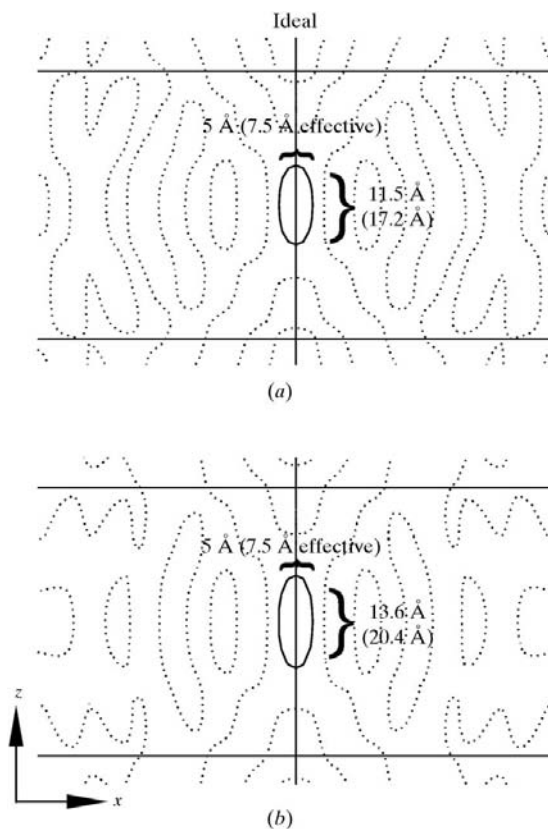 Ideal
5 Å (7.5 Å effective)
11.5 Å
(17.2 Å)
(a)
5 Å (7.5 Å effective)
13.6 Å
(20.4 Å)
z
x
(b)